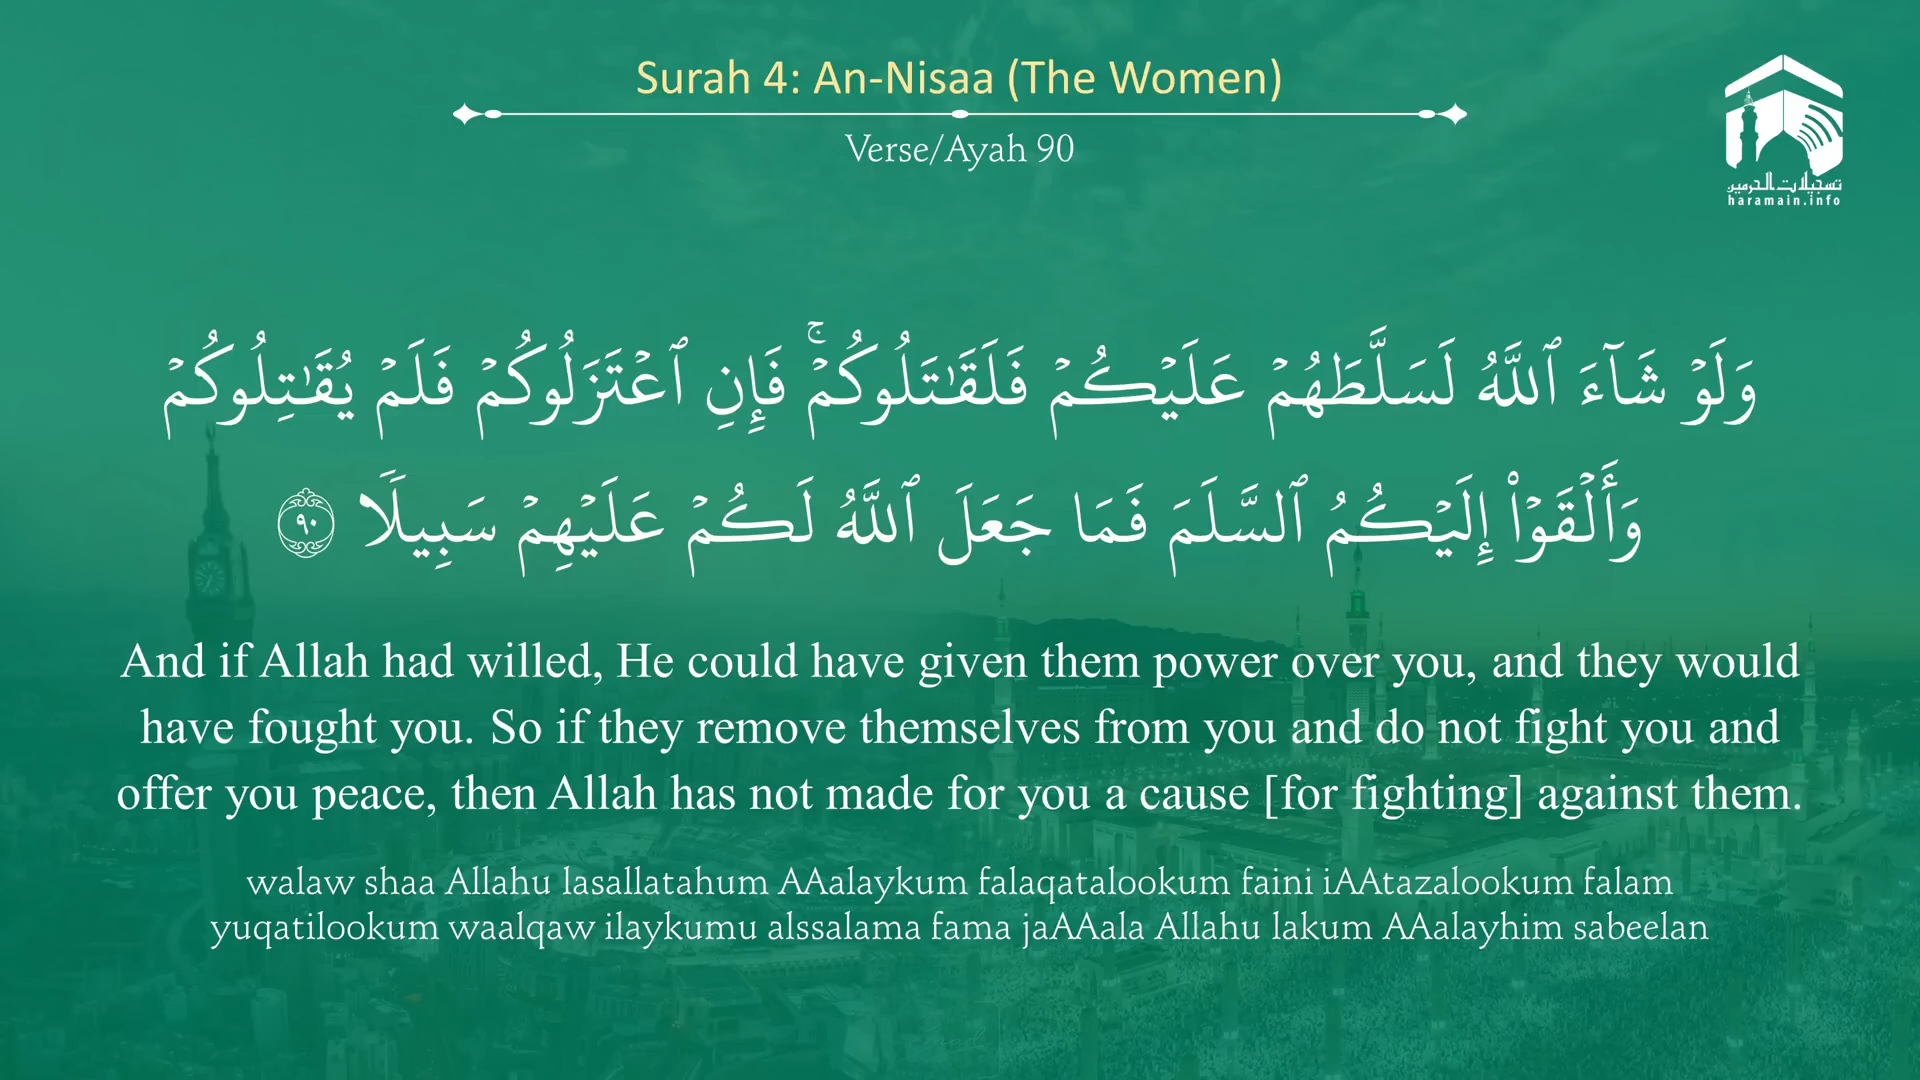 Surah 4: An-Nisaa (The Women)
Verse/Ayah 90
تسجيلات الحرمين
haramain.info
وَلَوْ شَآءَ ٱللَّهُ لَسَلَّطَهُمْ عَلَيْكُمْ فَلَقَـٰتَلُوكُمْ ۚ فَإِنِ ٱعْتَزَلُوكُمْ فَلَمْ يُقَـٰتِلُوكُمْ
وَأَلْقَوْا۟ إِلَيْكُمُ ٱلسَّلَمَ فَمَا جَعَلَ ٱللَّهُ لَكُمْ عَلَيْهِمْ سَبِيلًا ٩٠
And if Allah had willed, He could have given them power over you, and they would
have fought you. So if they remove themselves from you and do not fight you and
offer you peace, then Allah has not made for you a cause [for fighting] against them.
walaw shaa Allahu lasallatahum AAalaykum falaqatalookum faini iAAtazalookum falam
yuqatilookum waalqaw ilaykumu alssalama fama jaAAala Allahu lakum AAalayhim sabeelan